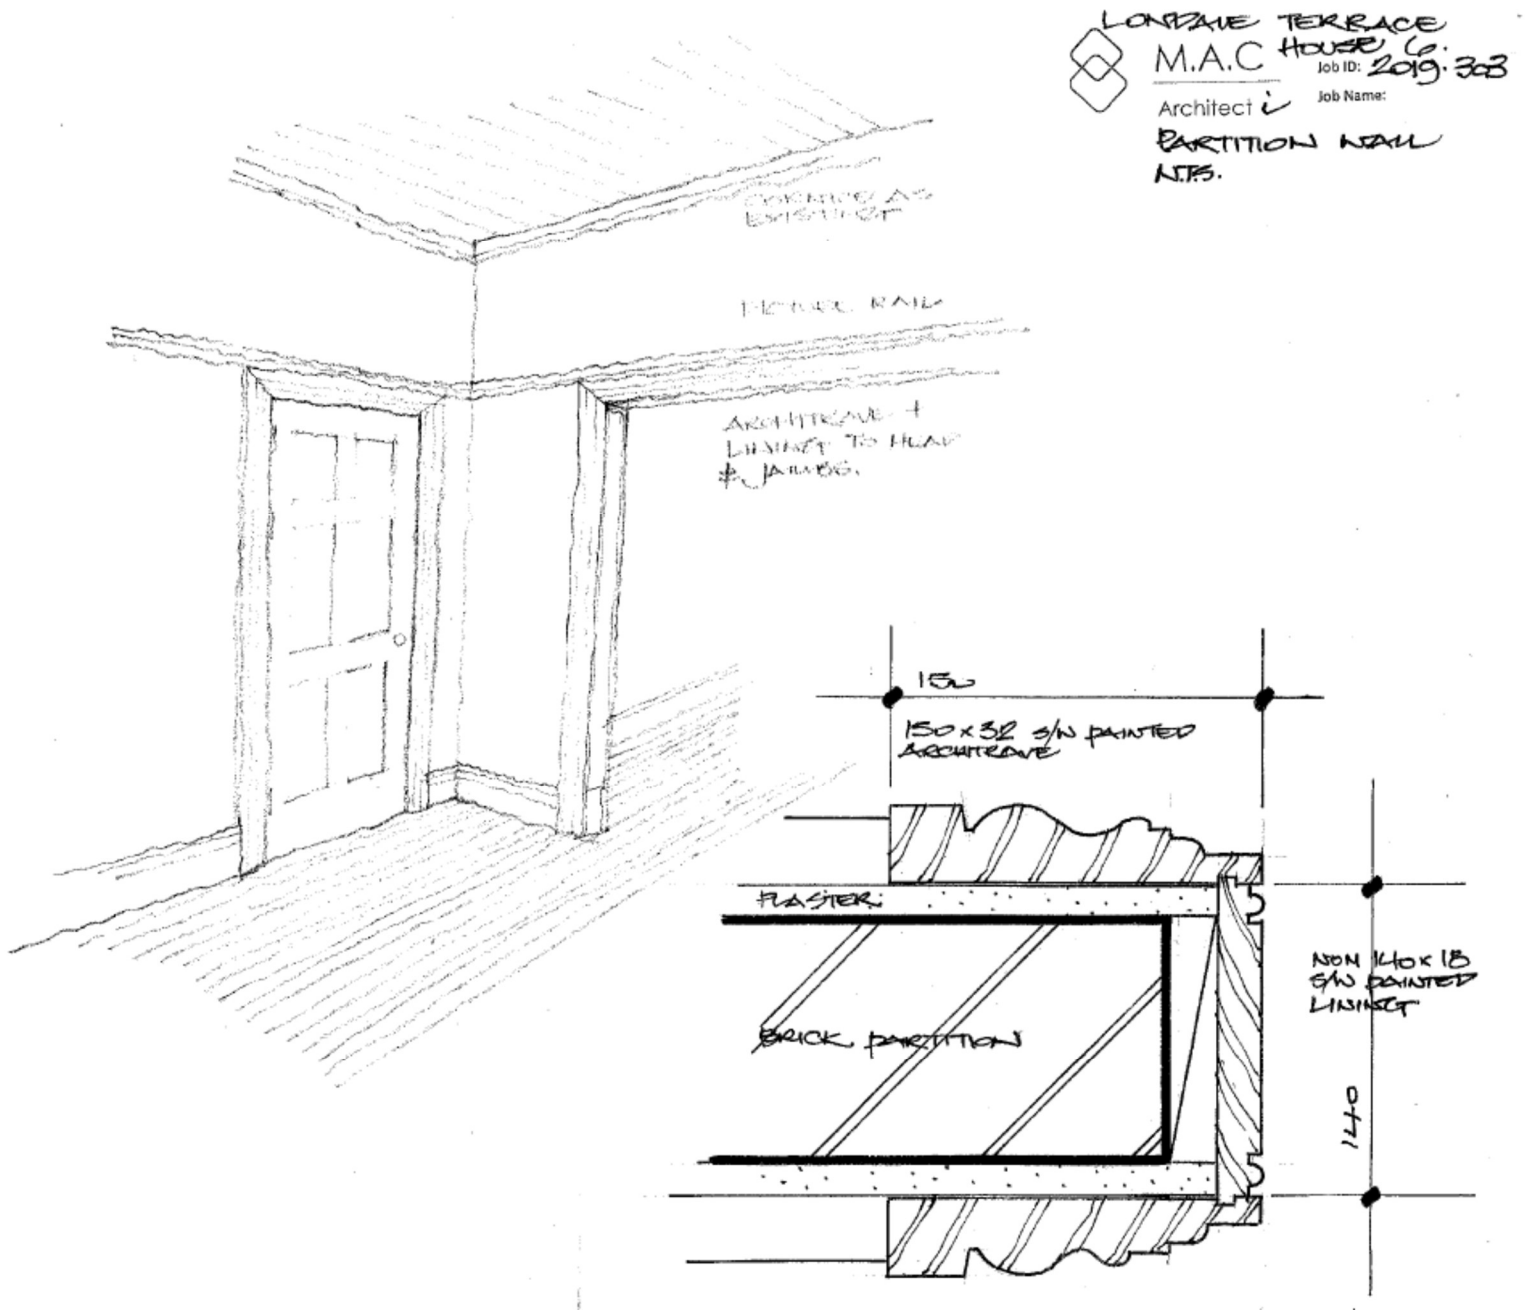 LONDALE TERRACE
HOUSE 6.
M.A.C
Job ID: 2019.303
Architect i
Job Name:
PARTITION WALL
N.T.S.
CORNICE AS
EXISTING
PICTURE RAIL
ARCHITRAVE +
LINING TO HEAD
& JAMBS.
150
150 x 32 S/W PAINTED
ARCHITRAVE
PLASTER
BRICK PARTITION
NOM 140 x 18
S/W PAINTED
LINING
140